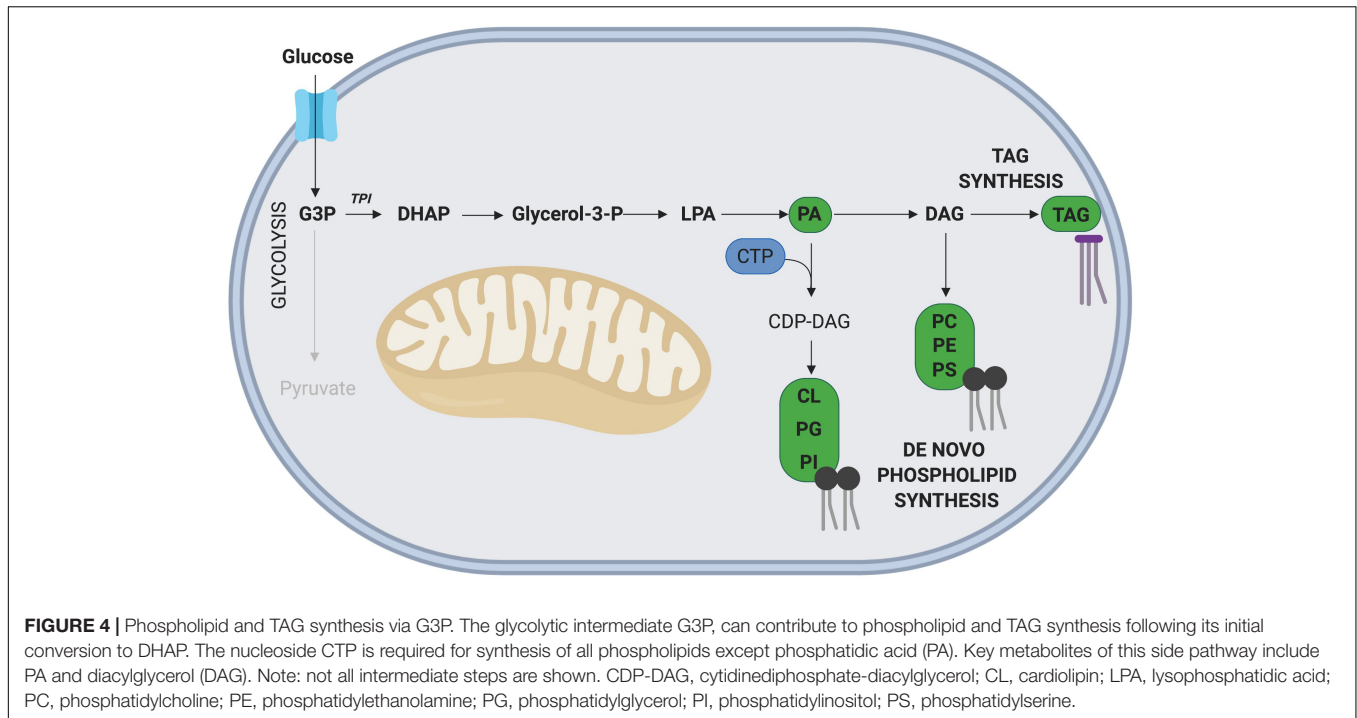 Glucose
TAG
SYNTHESIS
GLYCOLYSIS
G3P
TPI
DHAP
Glycerol-3-P
LPA
PA
DAG
TAG
CTP
CDP-DAG
PC
PE
PS
Pyruvate
CL
PG
PI
DE NOVO
PHOSPHOLIPID
SYNTHESIS
FIGURE 4 | Phospholipid and TAG synthesis via G3P. The glycolytic intermediate G3P, can contribute to phospholipid and TAG synthesis following its initial
conversion to DHAP. The nucleoside CTP is required for synthesis of all phospholipids except phosphatidic acid (PA). Key metabolites of this side pathway include
PA and diacylglycerol (DAG). Note: not all intermediate steps are shown. CDP-DAG, cytidinediphosphate-diacylglycerol; CL, cardiolipin; LPA, lysophosphatidic acid;
PC, phosphatidylcholine; PE, phosphatidylethanolamine; PG, phosphatidylglycerol; PI, phosphatidylinositol; PS, phosphatidylserine.